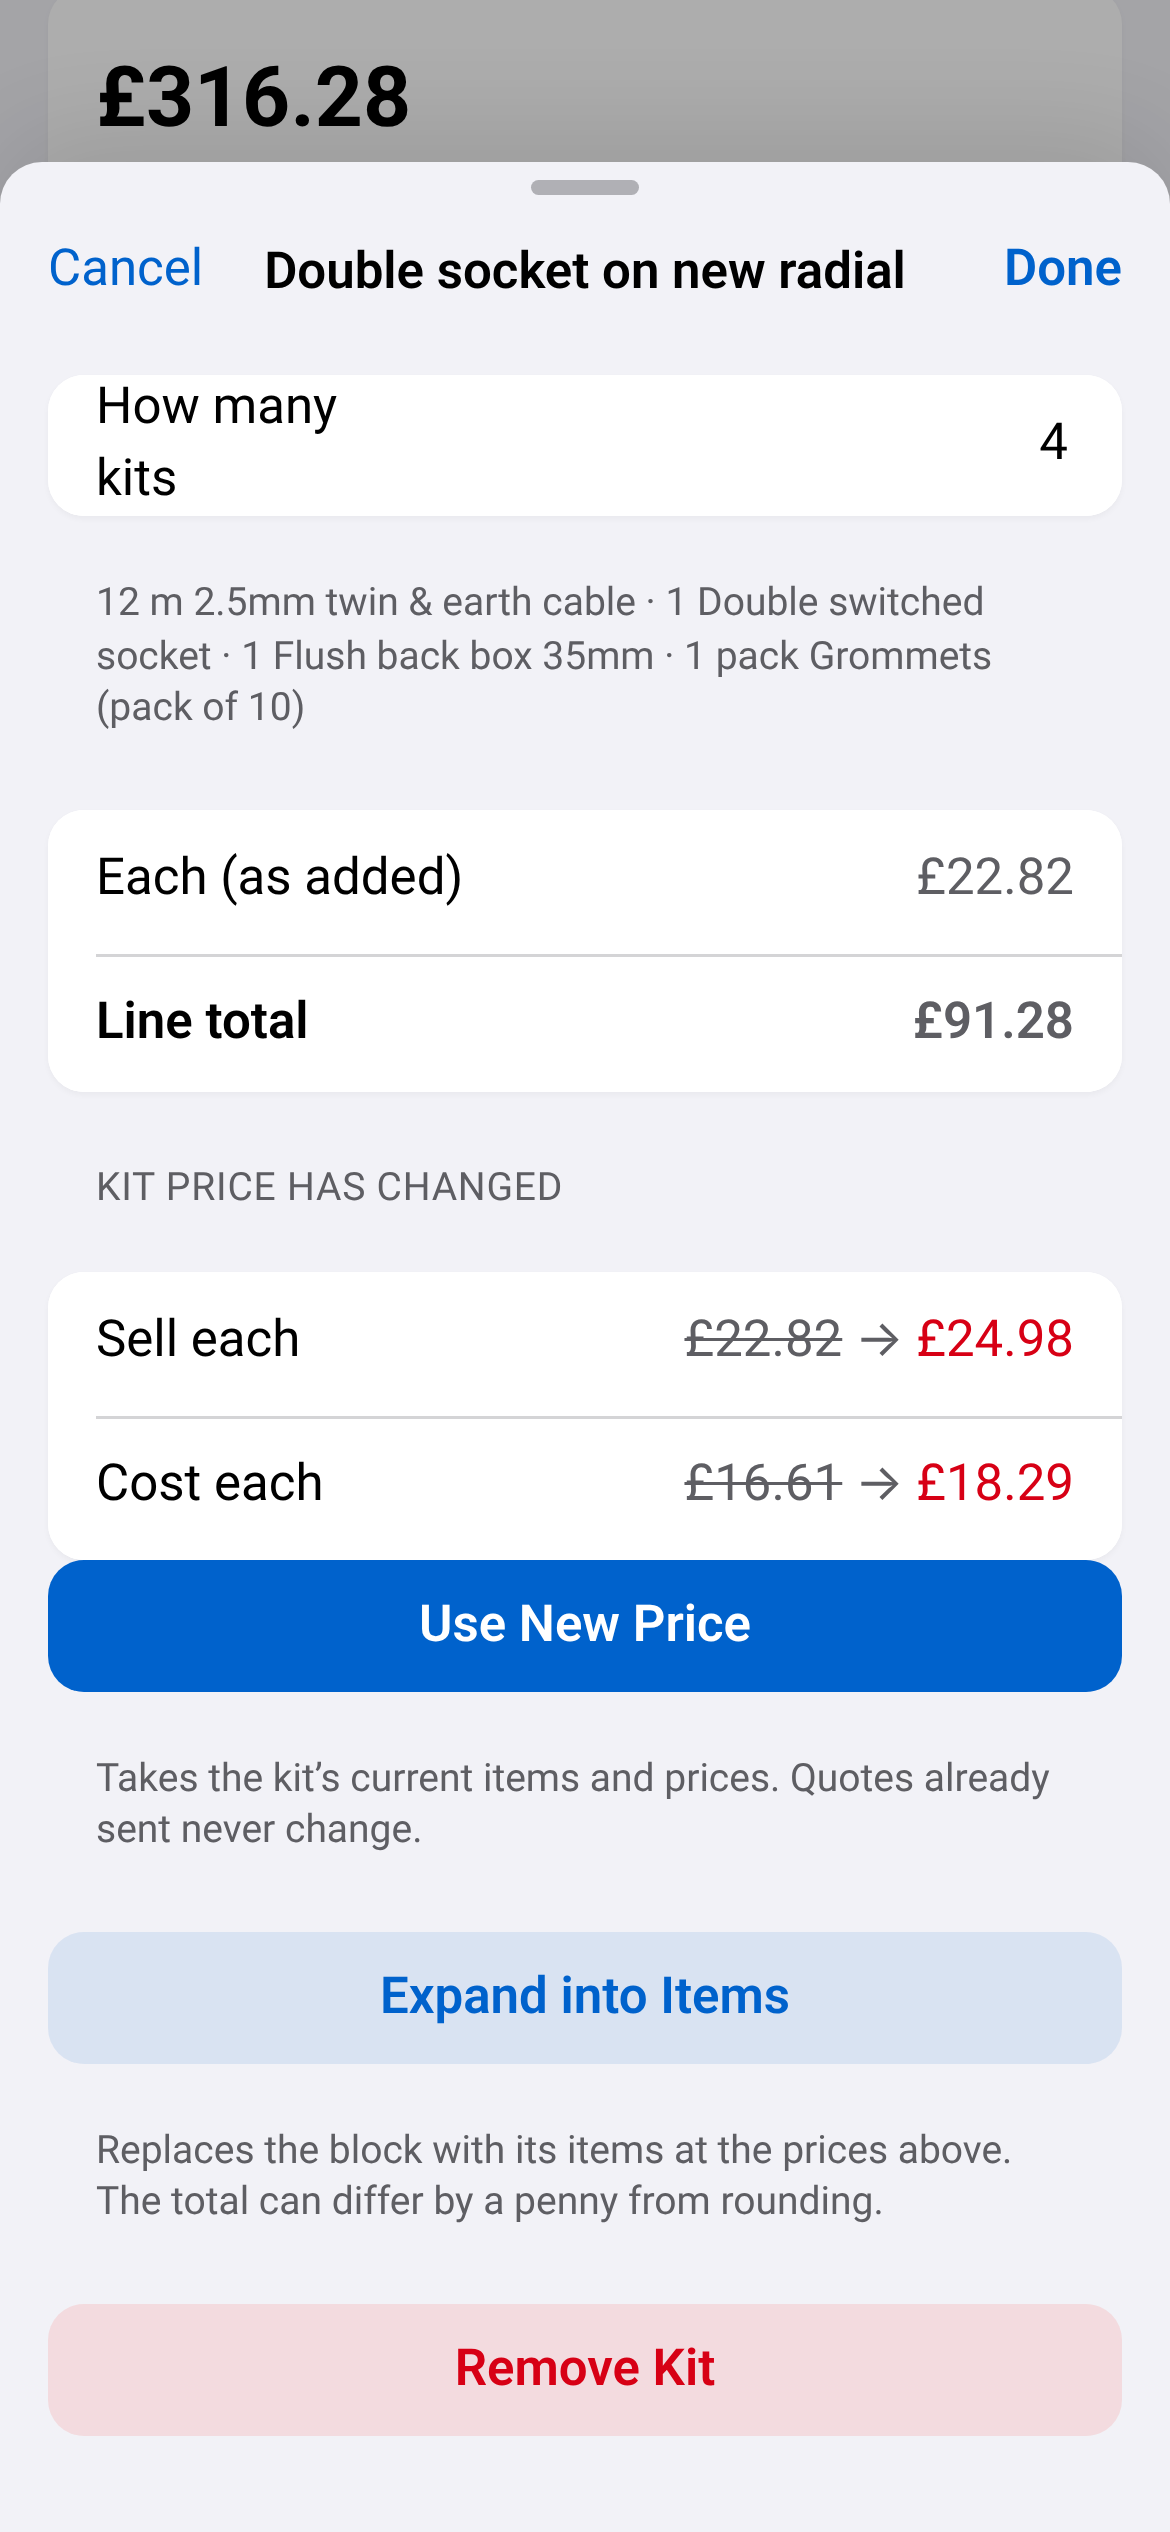 £316.28
Cancel
Double socket on new radial
Done
How many
kits
4
12 m 2.5mm twin & earth cable · 1 Double switched
socket · 1 Flush back box 35mm · 1 pack Grommets
(pack of 10)
Each (as added)
£22.82
Line total
£91.28
KIT PRICE HAS CHANGED
Sell each
£22.82 → £24.98
Cost each
£16.61 → £18.29
Use New Price
Takes the kit’s current items and prices. Quotes already
sent never change.
Expand into Items
Replaces the block with its items at the prices above.
The total can differ by a penny from rounding.
Remove Kit